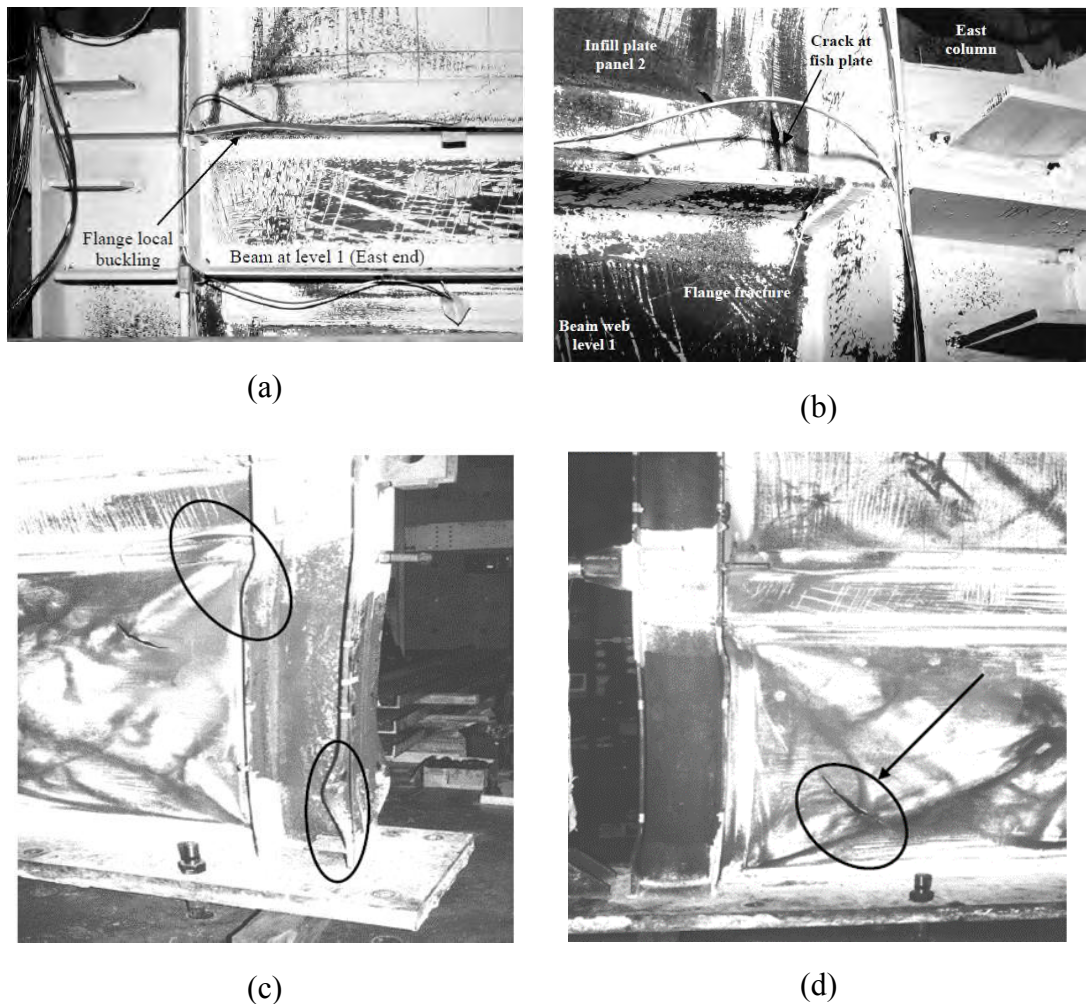 Flange local
buckling
Beam at level 1 (East end)
(a)
Infill plate
panel 2
Crack at
fish plate
East
column
Flange fracture
Beam web
level 1
(b)
(c)
(d)